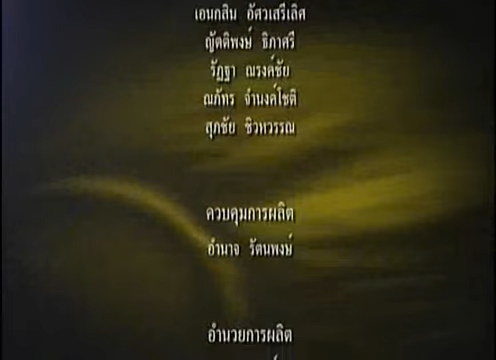 เอนกสิน อัศวเสรีเลิศ
ญัตติพงษ์ ธิภาศรี
รัฏฐา ณรงค์ชัย
ณภัทร จำนงค์โชติ
สุภชัย ชิวหวรรณ
ควบคุมการผลิต
อำนาจ รัตนพงษ์
อำนวยการผลิต